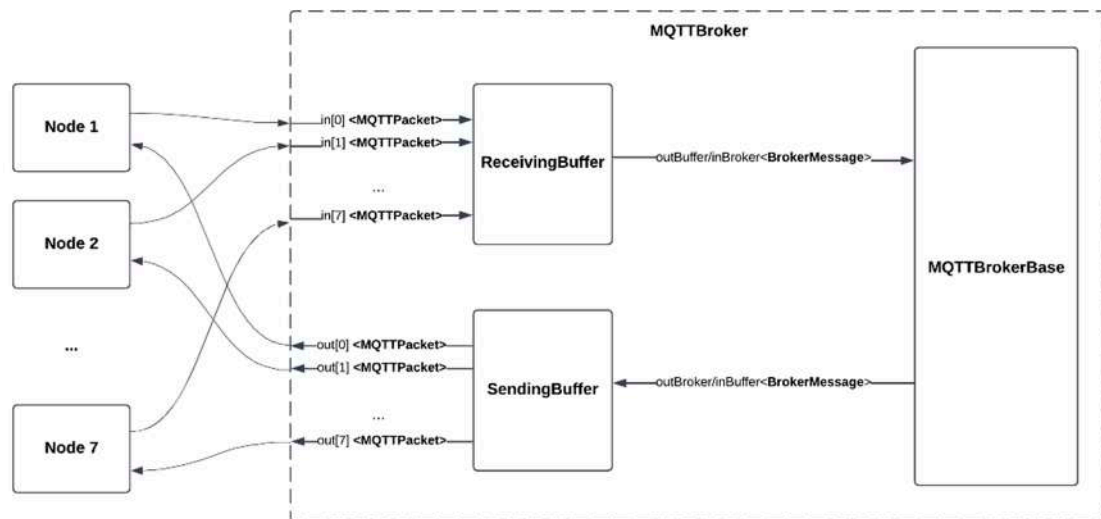 MQTTBroker
Node 1
in[0] <MQTTPacket>
in[1] <MQTTPacket>
...
in[7] <MQTTPacket>
ReceivingBuffer
outBuffer/inBroker<BrokerMessage>
Node 2
MQTTBrokerBase
...
out[0] <MQTTPacket>
out[1] <MQTTPacket>
...
out[7] <MQTTPacket>
SendingBuffer
outBroker/inBuffer<BrokerMessage>
Node 7